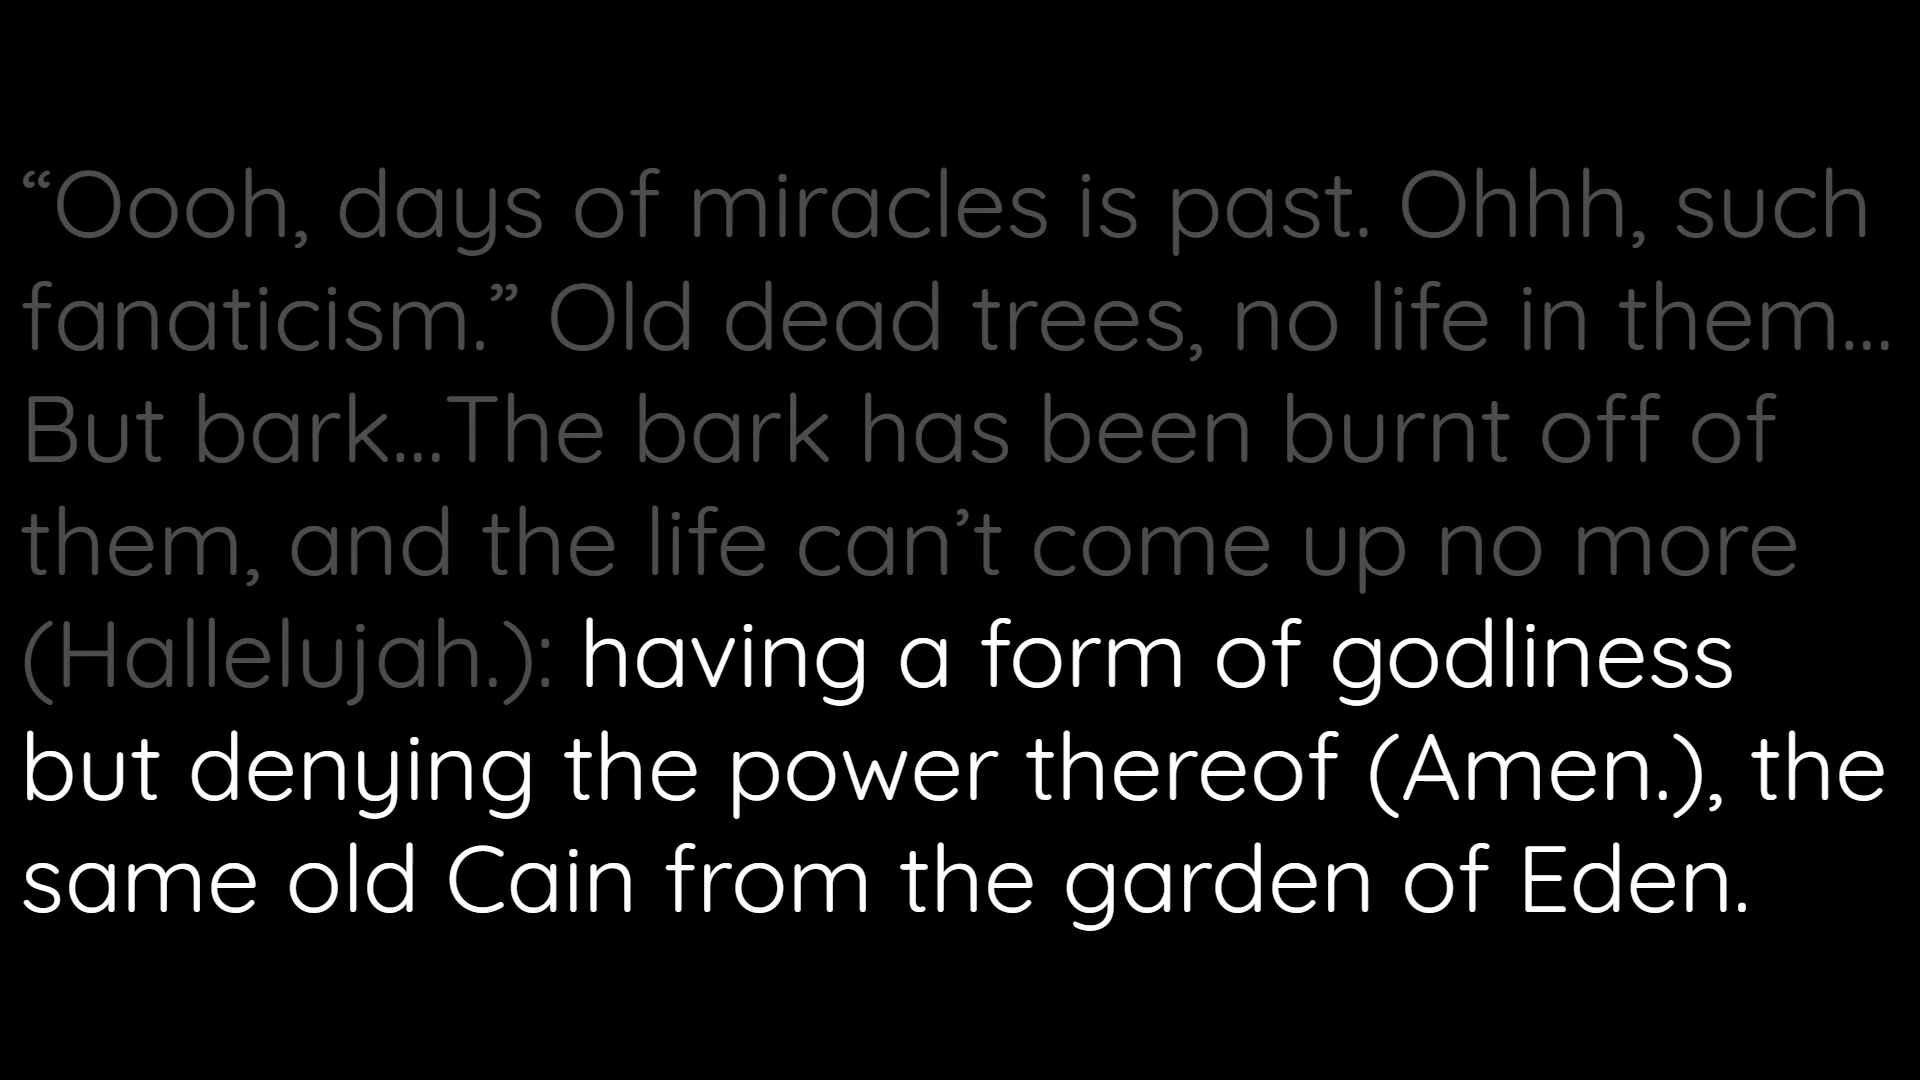 “Oooh, days of miracles is past. Ohhh, such
fanaticism.” Old dead trees, no life in them...
But bark...The bark has been burnt off of
them, and the life can’t come up no more
(Hallelujah.): having a form of godliness
but denying the power thereof (Amen.), the
same old Cain from the garden of Eden.